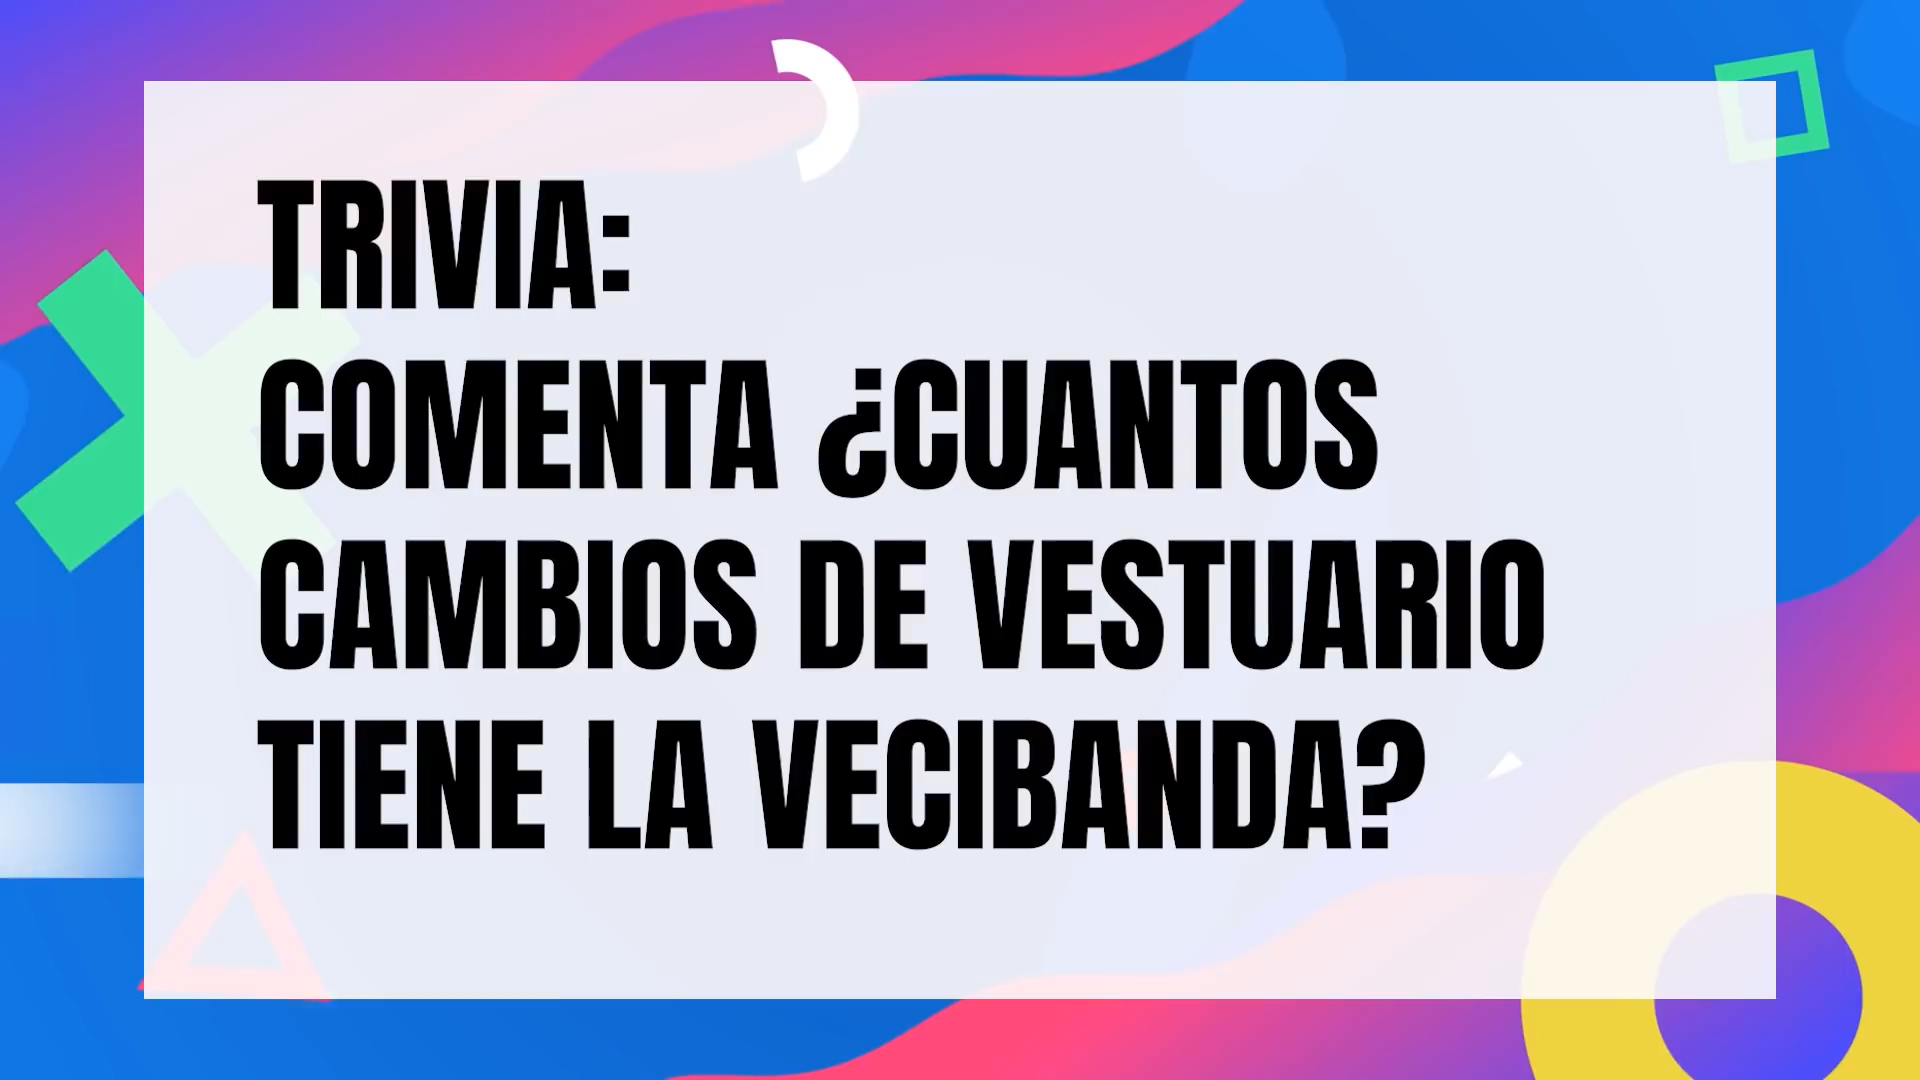 TRIVIA:
COMENTA ¿CUANTOS
CAMBIOS DE VESTUARIO
TIENE LA VECIBANDA?